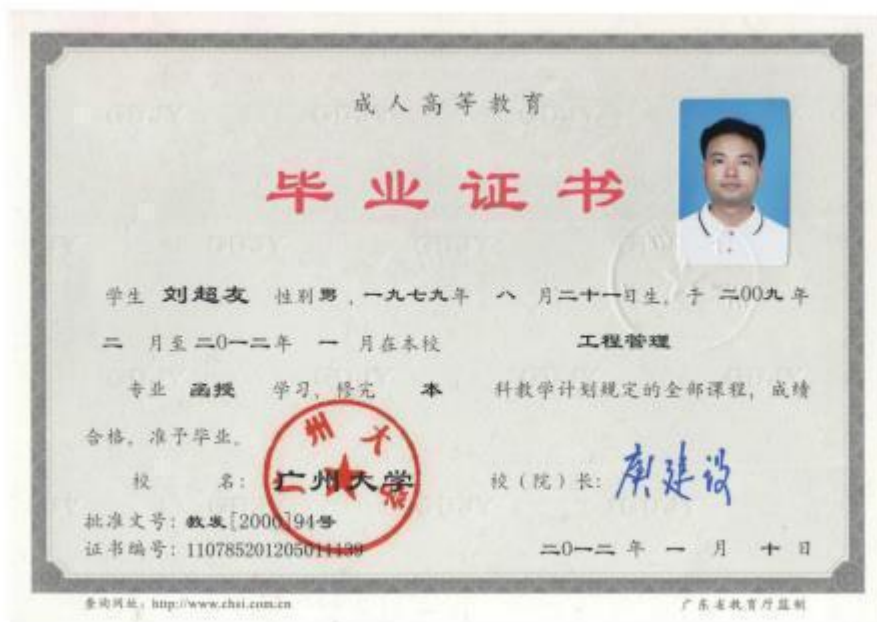 成人高等教育
毕业证书
学生 刘超友 性别男，一九七九年 八 月二十一日生，于 二00九 年
二 月至二0一二年 一 月在本校 工程管理
专业 函授 学习，修完 本 科教学计划规定的全部课程，成绩
合格，准予毕业。
校 名：广州大学 校（院）长：庾建设
批准文号：教发[2000]94号
证书编号：110785201205011139 二0一二 年 一 月 十 日
查询网址：http://www.chsi.com.cn 广东省教育厅监制
广州大学